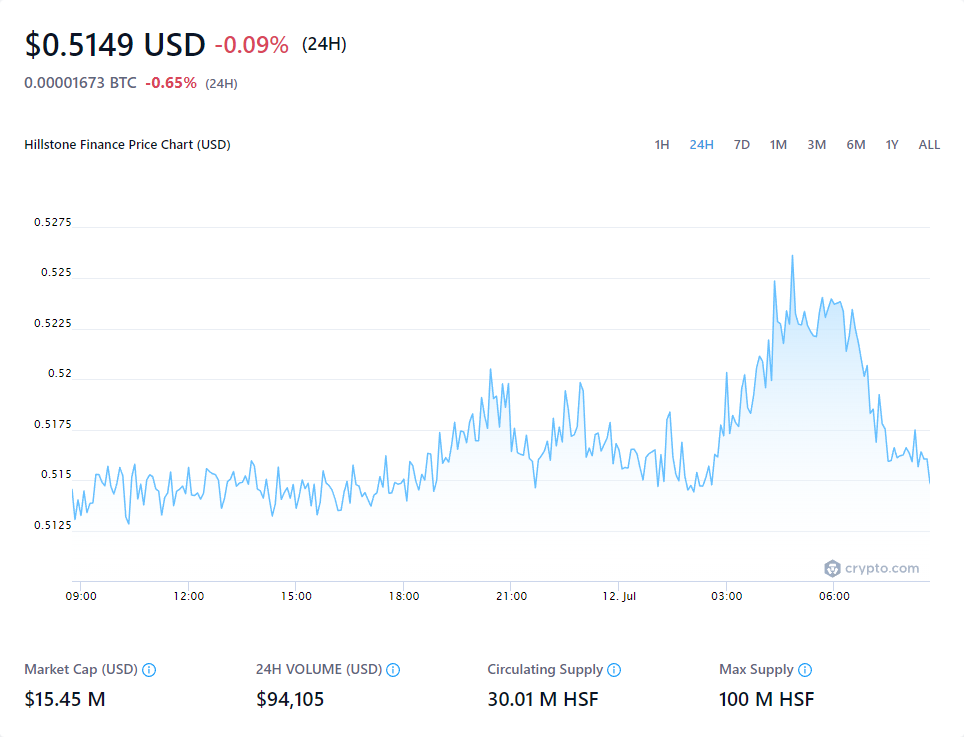 $0.5149 USD -0.09% (24H)
0.00001673 BTC -0.65% (24H)
Hillstone Finance Price Chart (USD) 1H 24H 7D 1M 3M 6M 1Y ALL
0.5275
0.525
0.5225
0.52
0.5175
0.515
0.5125
crypto.com
09:00 12:00 15:00 18:00 21:00 12. Jul 03:00 06:00
Market Cap (USD) 24H VOLUME (USD) Circulating Supply Max Supply
$15.45 M $94,105 30.01 M HSF 100 M HSF